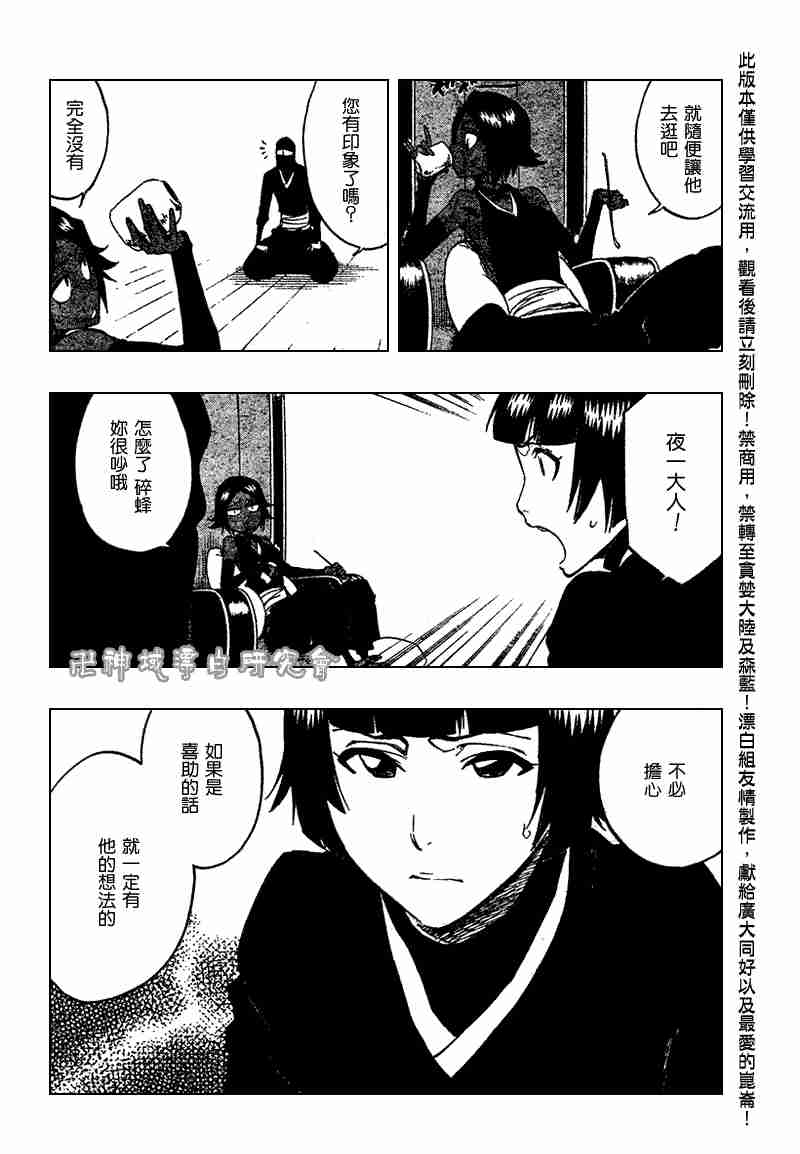 就隨便讓他
去逛吧
您有印象了嗎?
完全沒有
夜一大人!
怎麼了 碎蜂
妳很吵哦
不必
擔心
如果是
喜助的話
就一定有
他的想法的
卍神域漂白研究會
此版本僅供學習交流用,觀看後請立刻刪除!禁商用,禁轉至貪婪大陸及森藍!漂白組友情製作,獻給廣大同好以及最愛的崑崙!